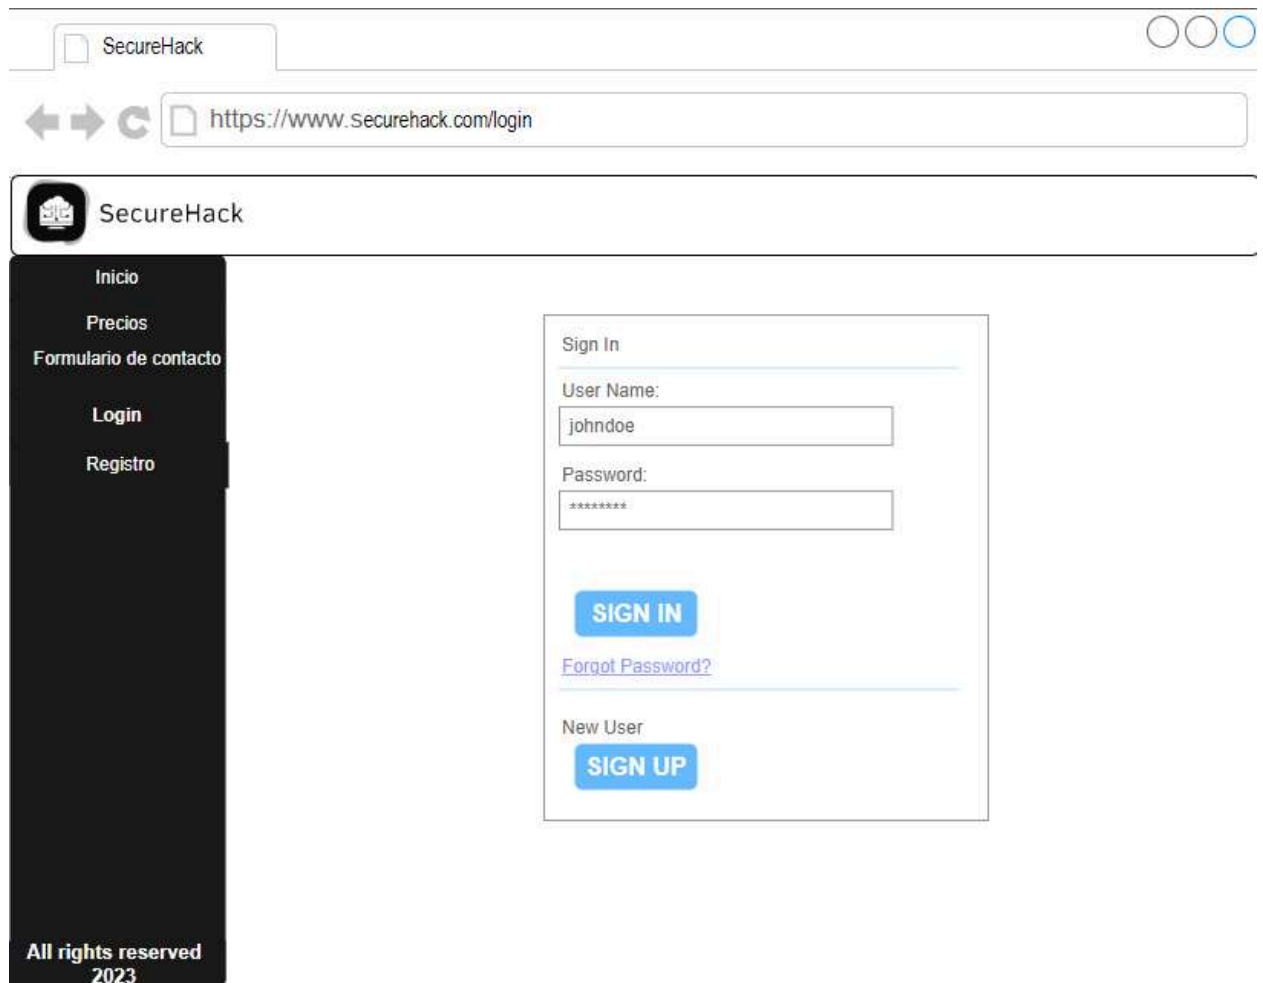 SecureHack
https://www.securehack.com/login
SecureHack
Inicio
Precios
Formulario de contacto
Login
Registro
All rights reserved
2023
Sign In
User Name:
johndoe
Password:
********
SIGN IN
Forgot Password?
New User
SIGN UP